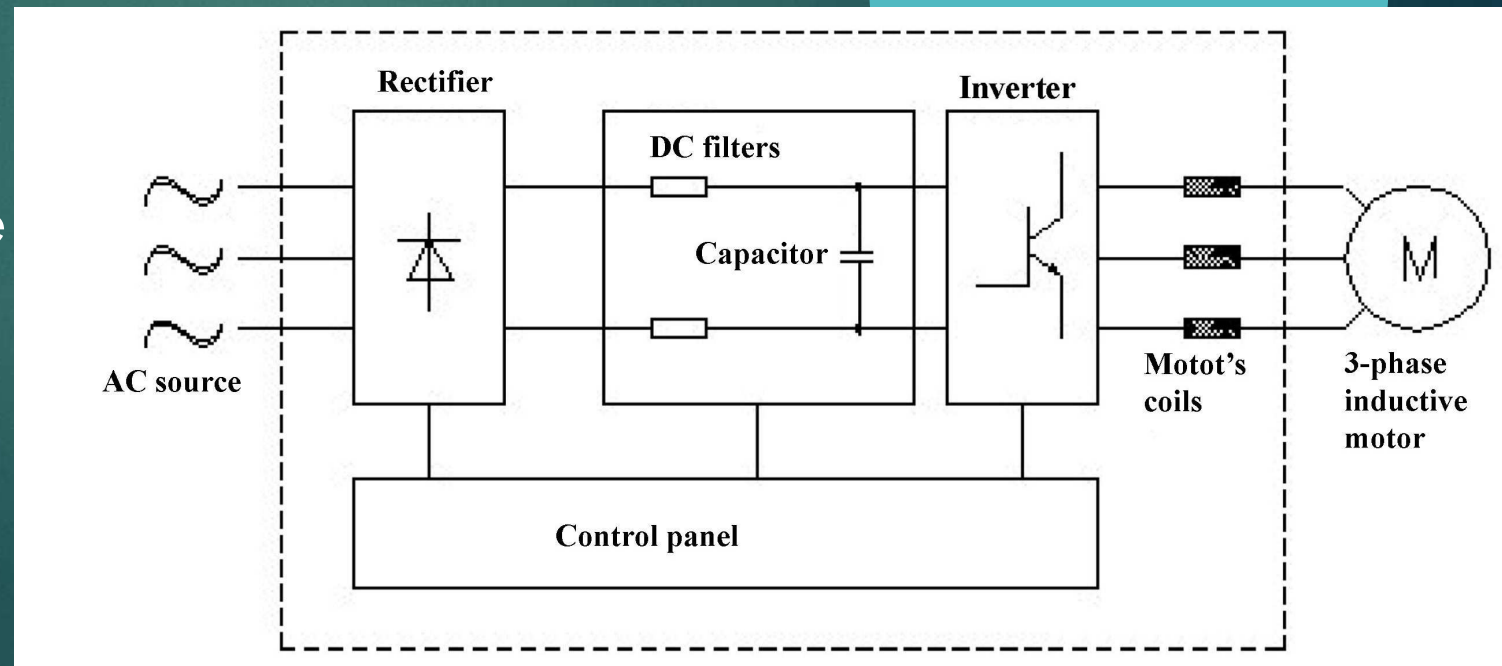 Rectifier
Inverter
DC filters
e
Capacitor
M
AC source
Motot's
coils
3-phase
inductive
motor
Control panel